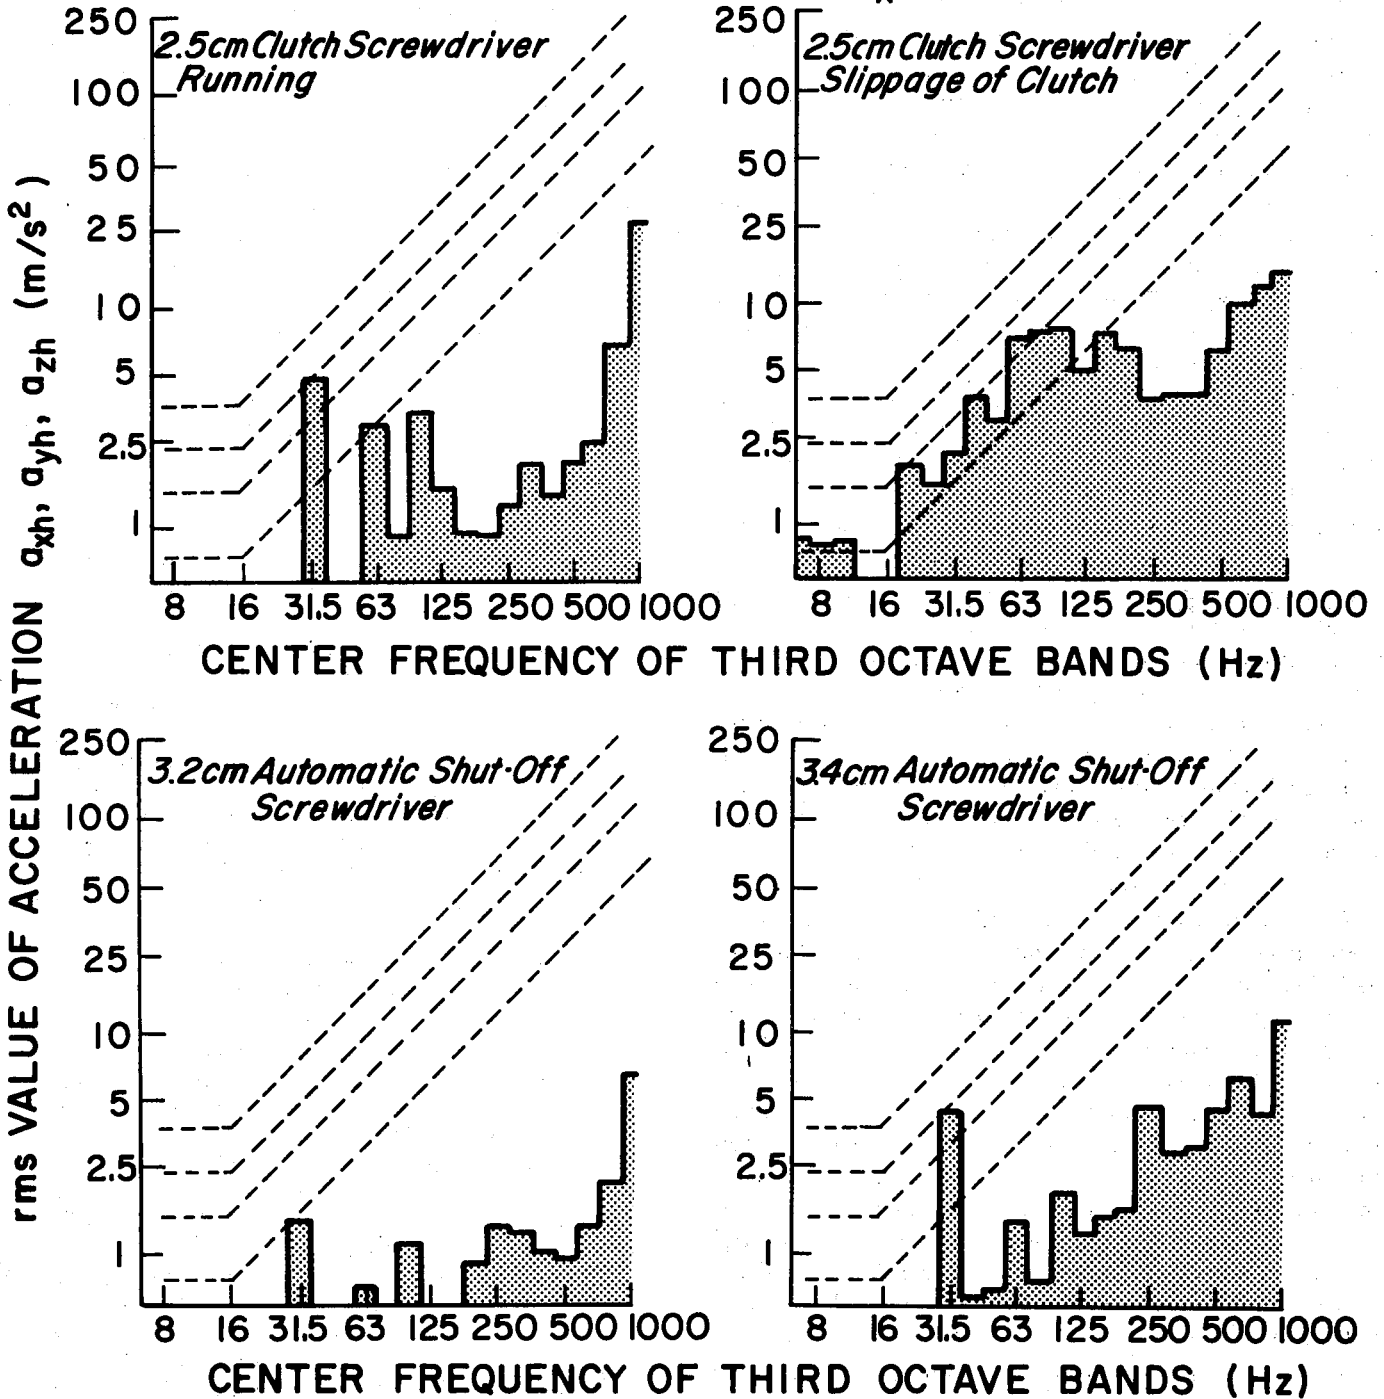 2.5cm Clutch Screwdriver
Running
250
100
50
25
10
5
2.5
1
8 16 31.5 63 125 250 500 1000
25cm Clutch Screwdriver
Slippage of Clutch
250
100
50
25
10
5
2.5
1
8 16 31.5 63 125 250 500 1000
CENTER FREQUENCY OF THIRD OCTAVE BANDS (Hz)
rms VALUE OF ACCELERATION axh, ayh, azh (m/s²)
3.2cm Automatic Shut-Off
Screwdriver
250
100
50
25
10
5
2.5
1
8 16 31.5 63 125 250 500 1000
34cm Automatic Shut-Off
Screwdriver
250
100
50
25
10
5
2.5
1
8 16 31.5 63 125 250 500 1000
CENTER FREQUENCY OF THIRD OCTAVE BANDS (Hz)